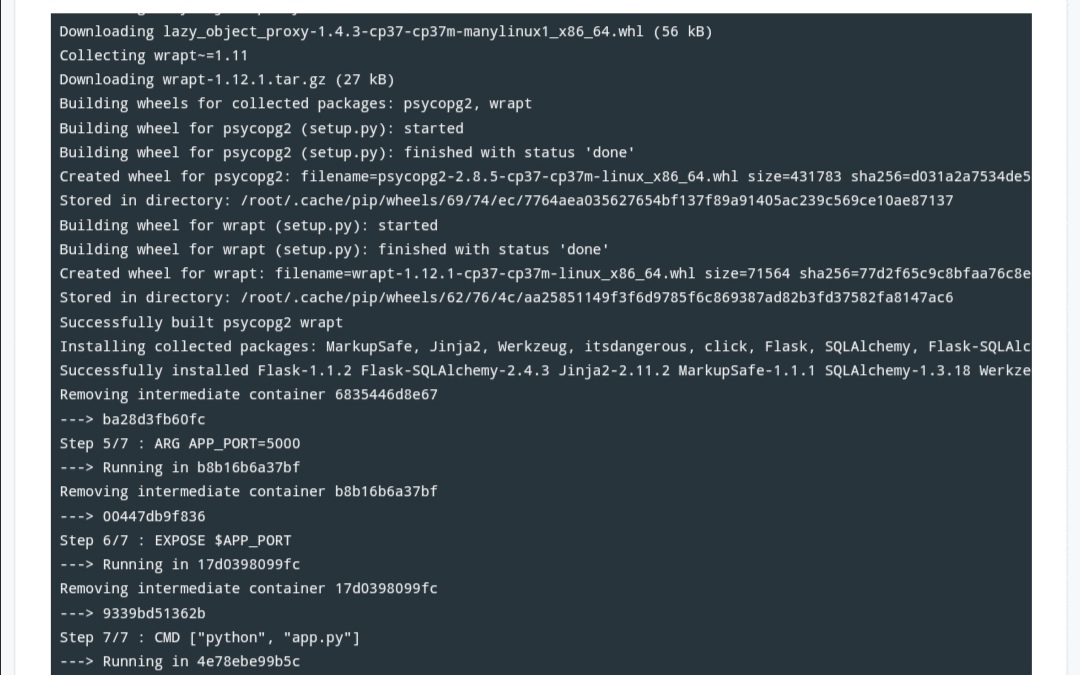 Downloading lazy_object_proxy-1.4.3-cp37-cp37m-manylinux1_x86_64.whl (56 kB)
Collecting wrapt~=1.11
Downloading wrapt-1.12.1.tar.gz (27 kB)
Building wheels for collected packages: psycopg2, wrapt
Building wheel for psycopg2 (setup.py): started
Building wheel for psycopg2 (setup.py): finished with status 'done'
Created wheel for psycopg2: filename=psycopg2-2.8.5-cp37-cp37m-linux_x86_64.whl size=431783 sha256=d031a2a7534de5
Stored in directory: /root/.cache/pip/wheels/69/74/ec/7764aea035627654bf137f89a91405ac239c569ce10ae87137
Building wheel for wrapt (setup.py): started
Building wheel for wrapt (setup.py): finished with status 'done'
Created wheel for wrapt: filename=wrapt-1.12.1-cp37-cp37m-linux_x86_64.whl size=71564 sha256=77d2f65c9c8bfaa76c8e
Stored in directory: /root/.cache/pip/wheels/62/76/4c/aa25851149f3f6d9785f6c869387ad82b3fd37582fa8147ac6
Successfully built psycopg2 wrapt
Installing collected packages: MarkupSafe, Jinja2, Werkzeug, itsdangerous, click, Flask, SQLAlchemy, Flask-SQLAlc
Successfully installed Flask-1.1.2 Flask-SQLAlchemy-2.4.3 Jinja2-2.11.2 MarkupSafe-1.1.1 SQLAlchemy-1.3.18 Werkze
Removing intermediate container 6835446d8e67
---> ba28d3fb60fc
Step 5/7 : ARG APP_PORT=5000
---> Running in b8b16b6a37bf
Removing intermediate container b8b16b6a37bf
---> 00447db9f836
Step 6/7 : EXPOSE $APP_PORT
---> Running in 17d0398099fc
Removing intermediate container 17d0398099fc
---> 9339bd51362b
Step 7/7 : CMD ["python", "app.py"]
---> Running in 4e78ebe99b5c